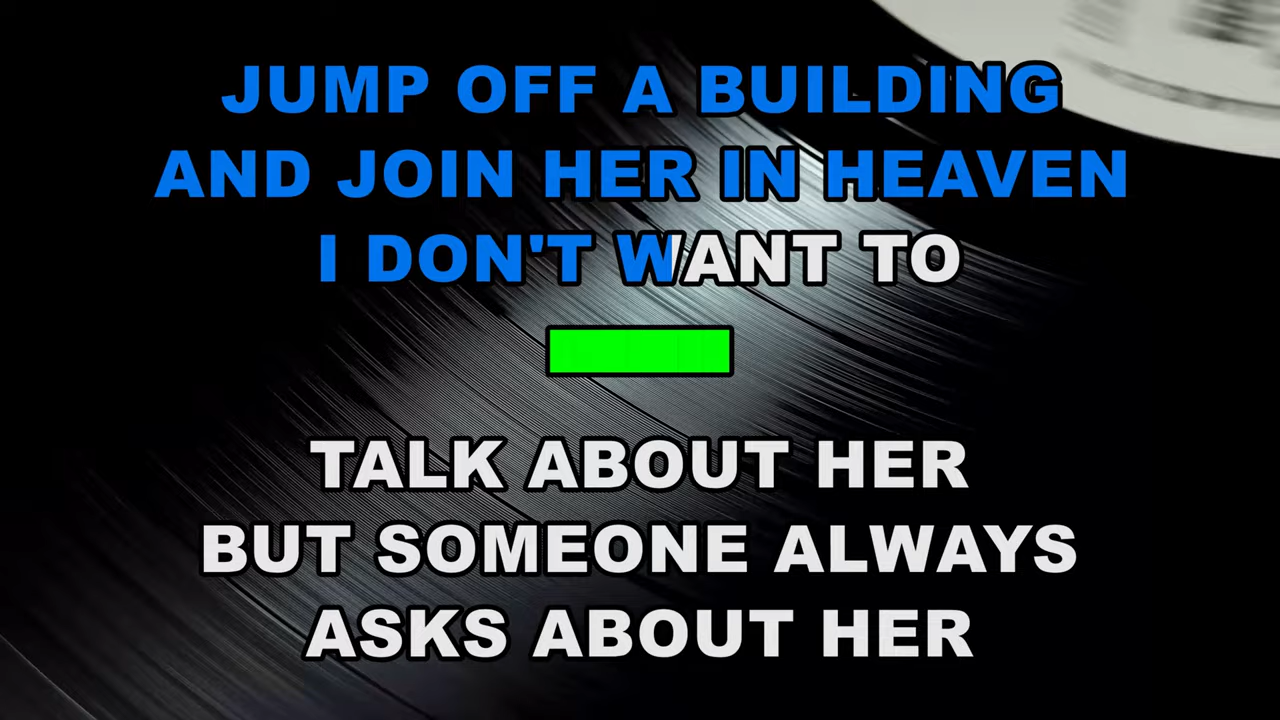 JUMP OFF A BUILDING
AND JOIN HER IN HEAVEN
I DON'T WANT TO
TALK ABOUT HER
BUT SOMEONE ALWAYS
ASKS ABOUT HER